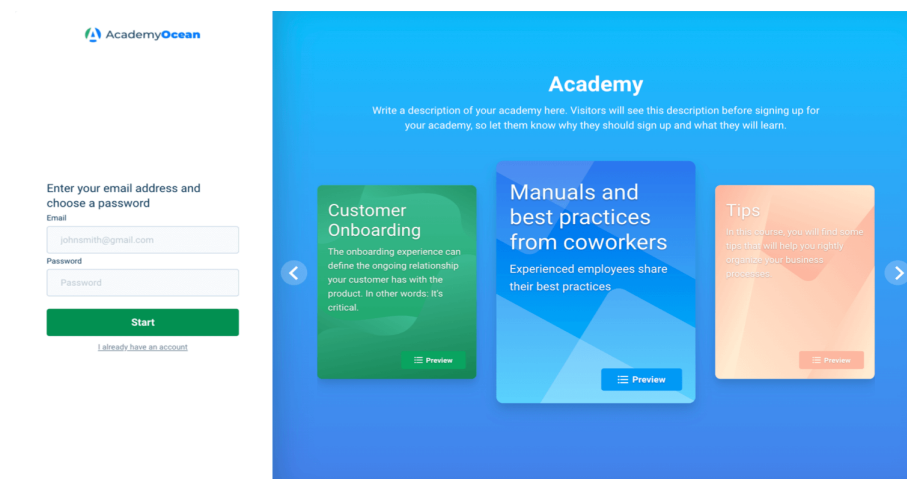 AcademyOcean
Enter your email address and
choose a password
Email
johnsmith@gmail.com
Password
Password
Start
I already have an account
Academy
Write a description of your academy here. Visitors will see this description before signing up for
your academy, so let them know why they should sign up and what they will learn.
Customer
Onboarding
The onboarding experience can
define the ongoing relationship
your customer has with the
product. In other words: It's
critical.
Preview
Manuals and
best practices
from coworkers
Experienced employees share
their best practices
Preview
Tips
In this course, you will find some
tips that will help you rightly
organize your business
processes.
Preview